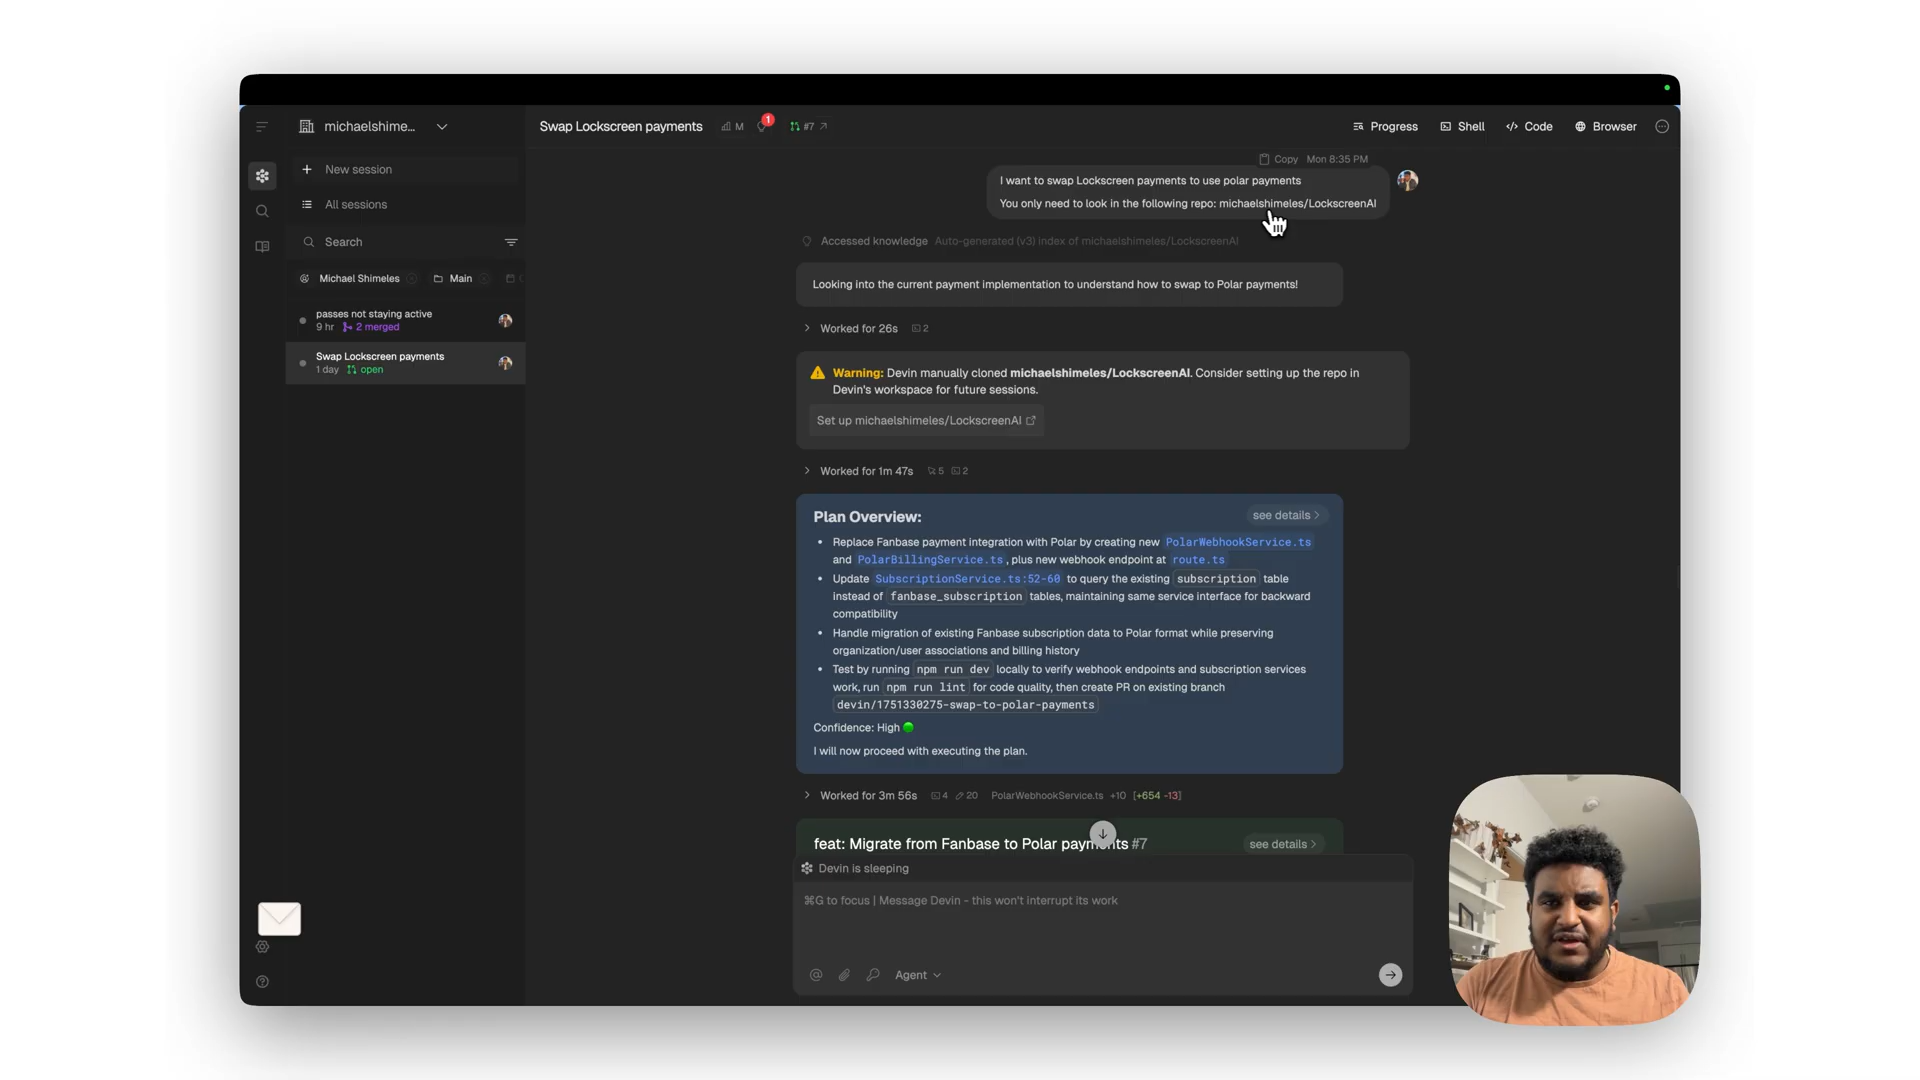 michaelshime...
New session
All sessions
Search
Michael Shimeles
Main
passes not staying active
9 hr 2 merged
Swap Lockscreen payments
1 day open
Swap Lockscreen payments M 1 #7
Progress Shell Code Browser
Copy Mon 8:35 PM
I want to swap Lockscreen payments to use polar payments
You only need to look in the following repo: michaelshimeles/LockscreenAI
Accessed knowledge Auto-generated (v3) index of michaelshimeles/LockscreenAI
Looking into the current payment implementation to understand how to swap to Polar payments!
Worked for 26s 2
Warning: Devin manually cloned michaelshimeles/LockscreenAI. Consider setting up the repo in
Devin's workspace for future sessions.
Set up michaelshimeles/LockscreenAI
Worked for 1m 47s 5 2
Plan Overview:
see details >
• Replace Fanbase payment integration with Polar by creating new PolarWebhookService.ts
and PolarBillingService.ts, plus new webhook endpoint at route.ts
• Update SubscriptionService.ts:52-60 to query the existing subscription table
instead of fanbase_subscription tables, maintaining same service interface for backward
compatibility
• Handle migration of existing Fanbase subscription data to Polar format while preserving
organization/user associations and billing history
• Test by running npm run dev locally to verify webhook endpoints and subscription services
work, run npm run lint for code quality, then create PR on existing branch
devin/1751330275-swap-to-polar-payments
Confidence: High
I will now proceed with executing the plan.
Worked for 3m 56s 4 20 PolarWebhookService.ts +10 [+654 -13]
feat: Migrate from Fanbase to Polar payments #7
see details >
Devin is sleeping
⌘G to focus | Message Devin - this won't interrupt its work
Agent